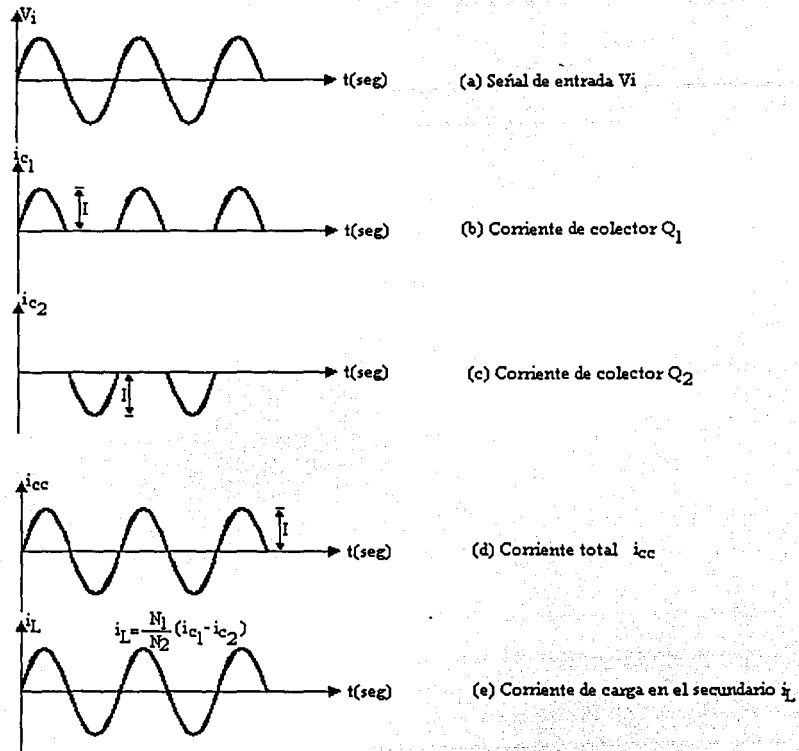 Vi
t(seg)
(a) Señal de entrada Vi
ic1
I
t(seg)
(b) Corriente de colector Q1
ic2
I
t(seg)
(c) Corriente de colector Q2
icc
I
t(seg)
(d) Corriente total icc
iL
iL=N1/N2(ic1-ic2)
t(seg)
(e) Corriente de carga en el secundario iL